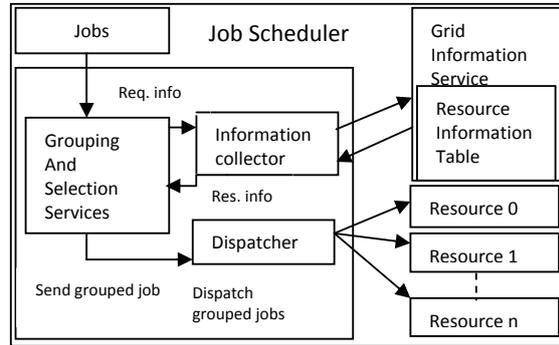 Jobs
Job Scheduler
Grid
Information
Service
Resource
Information
Table
Req. info
Grouping
And
Selection
Services
Information
collector
Res. info
Dispatcher
Send grouped job
Dispatch
grouped jobs
Resource 0
Resource 1
Resource n